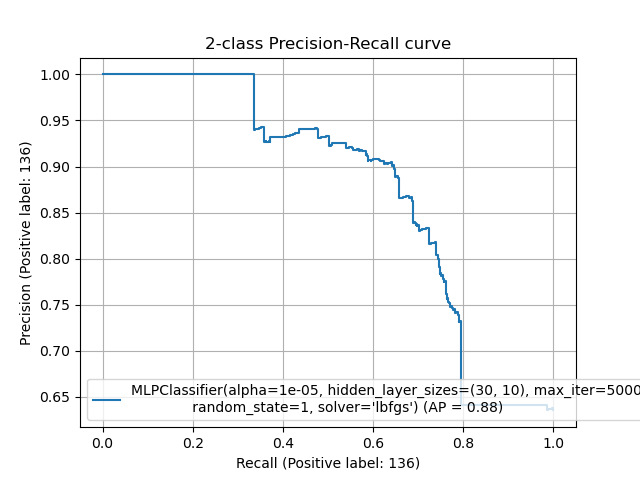 2-class Precision-Recall curve
1.00
0.95
0.90
0.85
0.80
0.75
0.70
0.65
Precision (Positive label: 136)
MLPClassifier(alpha=1e-05, hidden_layer_sizes=(30, 10), max_iter=5000
random_state=1, solver='lbfgs') (AP = 0.88)
0.0 0.2 0.4 0.6 0.8 1.0
Recall (Positive label: 136)